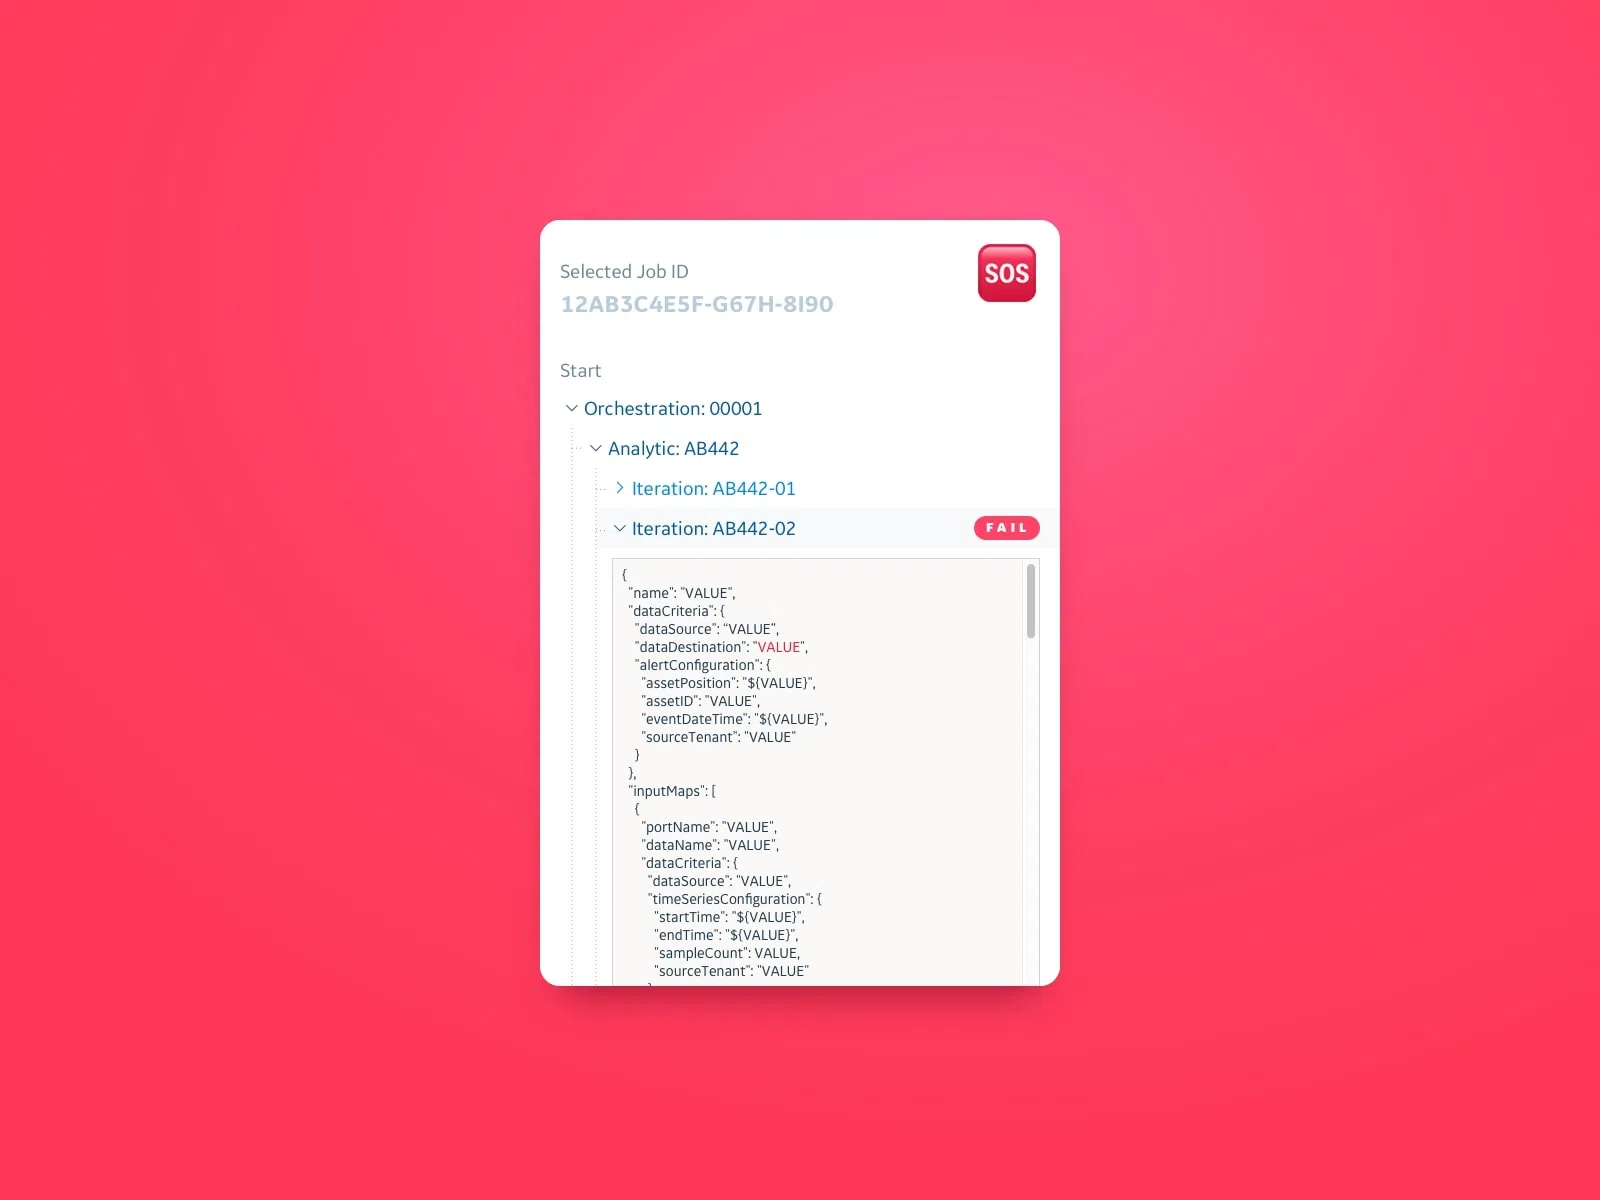 Selected Job ID
SOS
12AB3C4E5F-G67H-8I90
Start
Orchestration: 00001
Analytic: AB442
Iteration: AB442-01
Iteration: AB442-02 FAIL
{
"name": "VALUE",
"dataCriteria": {
"dataSource": “VALUE”,
"dataDestination": "VALUE",
"alertConfiguration": {
"assetPosition": "${VALUE}",
"assetID": "VALUE",
"eventDateTime": "${VALUE}",
"sourceTenant": "VALUE"
}
},
"inputMaps": [
{
"portName": "VALUE",
"dataName": "VALUE",
"dataCriteria": {
"dataSource": "VALUE",
"timeSeriesConfiguration": {
"startTime": "${VALUE}",
"endTime": "${VALUE}",
"sampleCount": VALUE,
"sourceTenant": "VALUE"
}